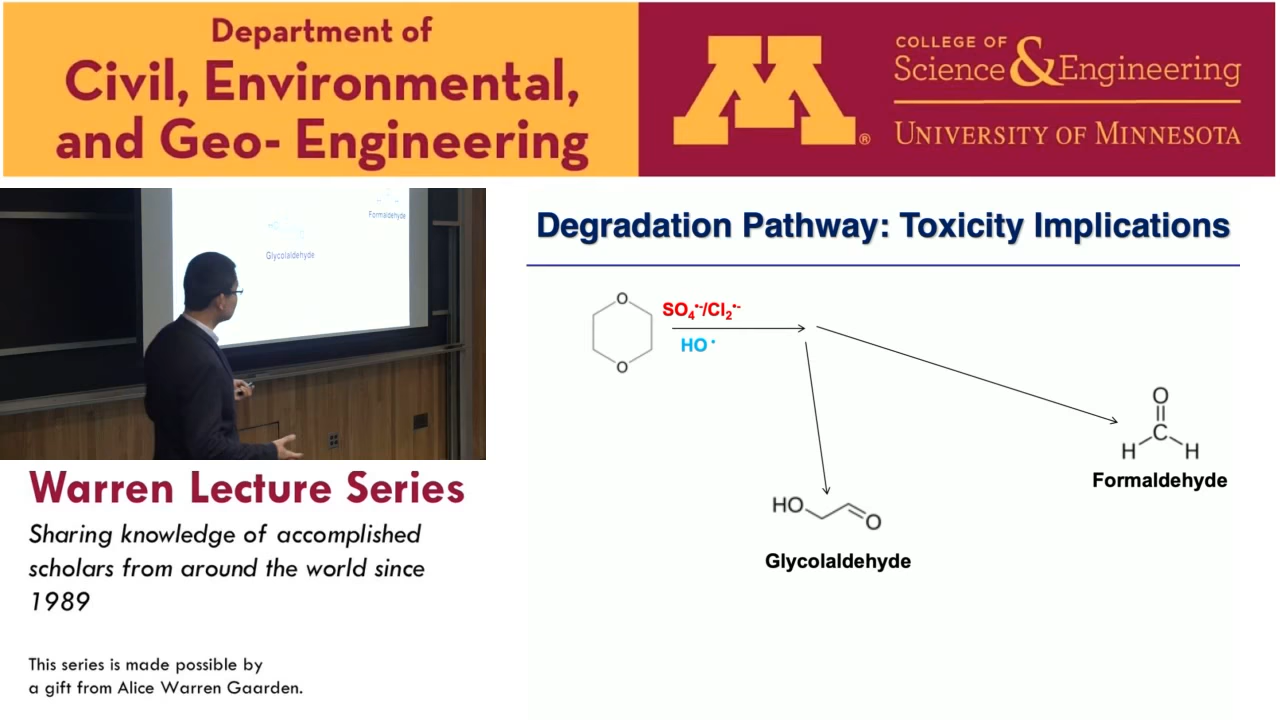 Department of
Civil, Environmental,
and Geo- Engineering
M®
COLLEGE OF
Science & Engineering
UNIVERSITY OF MINNESOTA
Formaldehyde
Glycolaldehyde
Warren Lecture Series
Sharing knowledge of accomplished
scholars from around the world since
1989
This series is made possible by
a gift from Alice Warren Gaarden.
Degradation Pathway: Toxicity Implications
O
O
SO₄•-/Cl₂•-
HO•
O
C
H H
Formaldehyde
HO
O
Glycolaldehyde